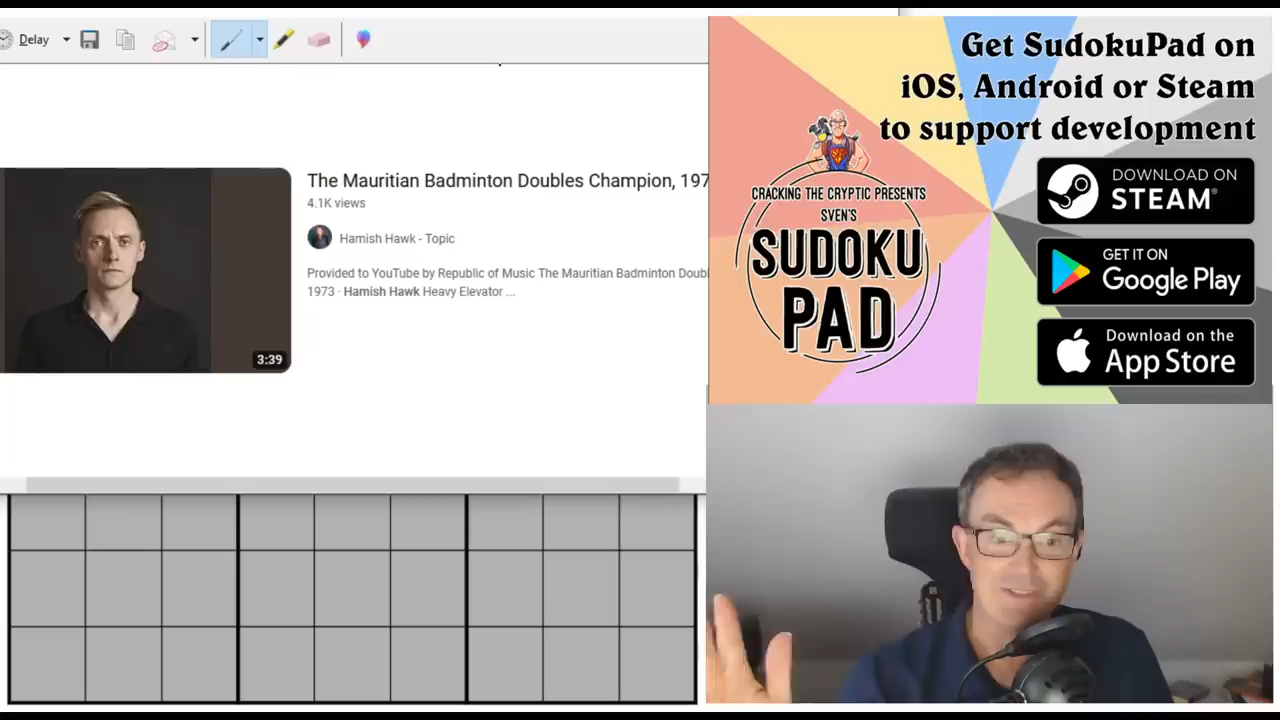 Delay
The Mauritian Badminton Doubles Champion, 197
4.1K views
Hamish Hawk - Topic
Provided to YouTube by Republic of Music The Mauritian Badminton Doubl
1973 · Hamish Hawk Heavy Elevator ...
3:39
Get SudokuPad on
iOS, Android or Steam
to support development
CRACKING THE CRYPTIC PRESENTS
SVEN'S
SUDOKU
PAD
DOWNLOAD ON
STEAM®
GET IT ON
Google Play
Download on the
App Store